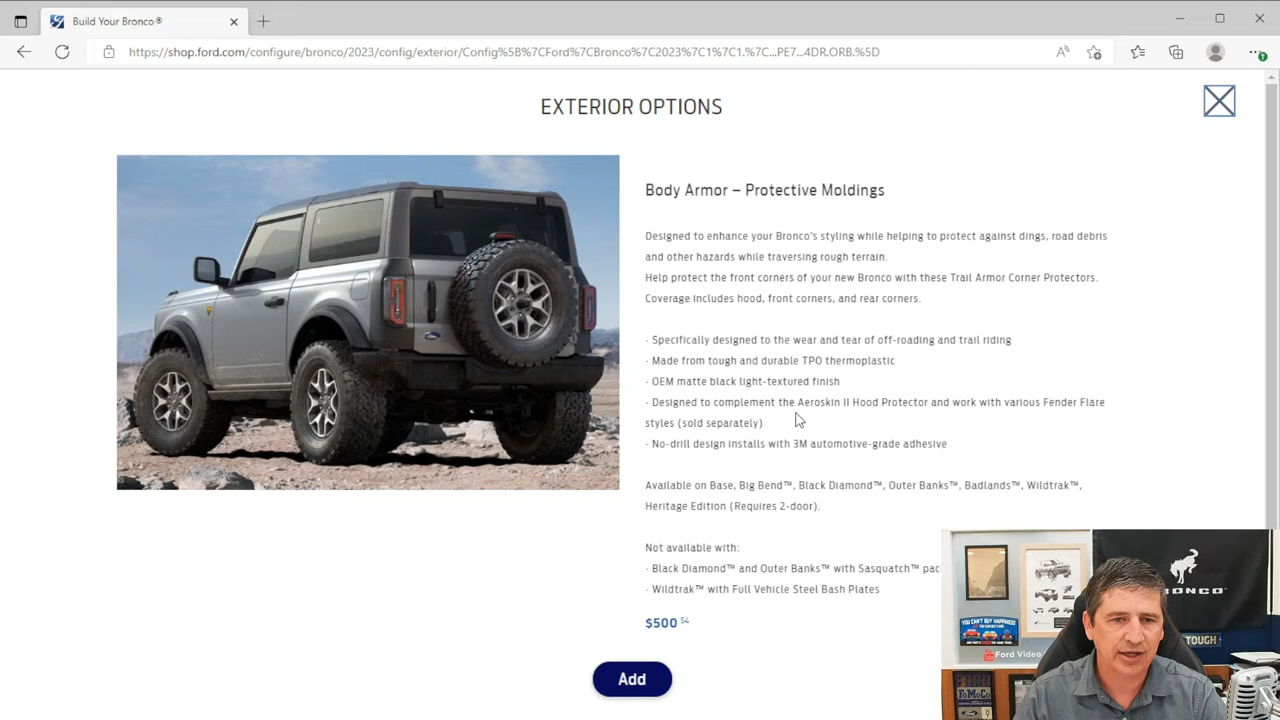 Build Your Bronco®
https://shop.ford.com/configure/bronco/2023/config/exterior/Config%5B%7CFord%7CBronco%7C2023%7C1%7C1.%7C...PE7...4DR.ORB.%5D
EXTERIOR OPTIONS
Body Armor – Protective Moldings
Designed to enhance your Bronco's styling while helping to protect against dings, road debris
and other hazards while traversing rough terrain.
Help protect the front corners of your new Bronco with these Trail Armor Corner Protectors.
Coverage includes hood, front corners, and rear corners.
· Specifically designed to the wear and tear of off-roading and trail riding
· Made from tough and durable TPO thermoplastic
· OEM matte black light-textured finish
· Designed to complement the Aeroskin II Hood Protector and work with various Fender Flare
styles (sold separately)
· No-drill design installs with 3M automotive-grade adhesive
Available on Base, Big Bend™, Black Diamond™, Outer Banks™, Badlands™, Wildtrak™,
Heritage Edition (Requires 2-door).
Not available with:
· Black Diamond™ and Outer Banks™ with Sasquatch™ pac
· Wildtrak™ with Full Vehicle Steel Bash Plates
$500 54
Add
BRONCO
YOU CAN'T BUY HAPPINESS
Ford Video
TOUGH
FORD
FoMoCo